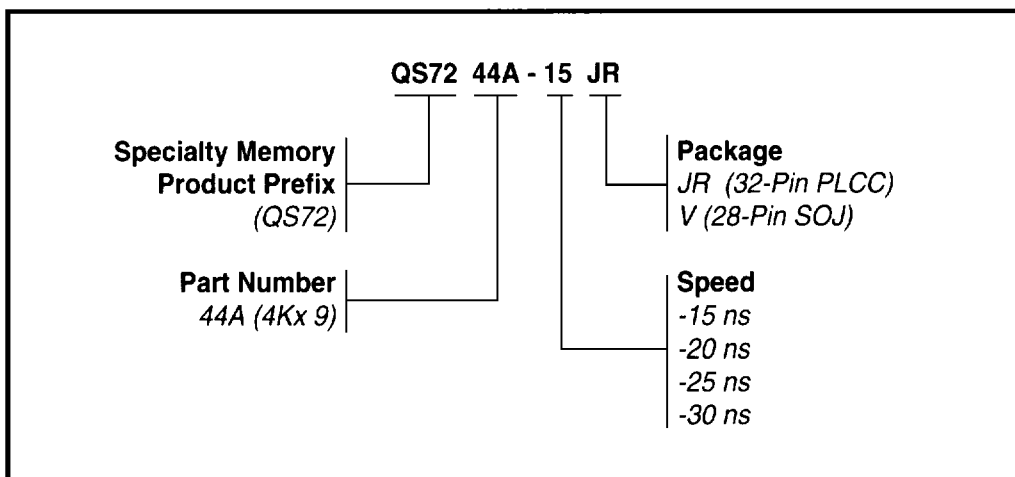 QS72 44A - 15 JR
Specialty Memory
Product Prefix
(QS72)
Package
JR (32-Pin PLCC)
V (28-Pin SOJ)
Part Number
44A (4Kx 9)
Speed
-15 ns
-20 ns
-25 ns
-30 ns